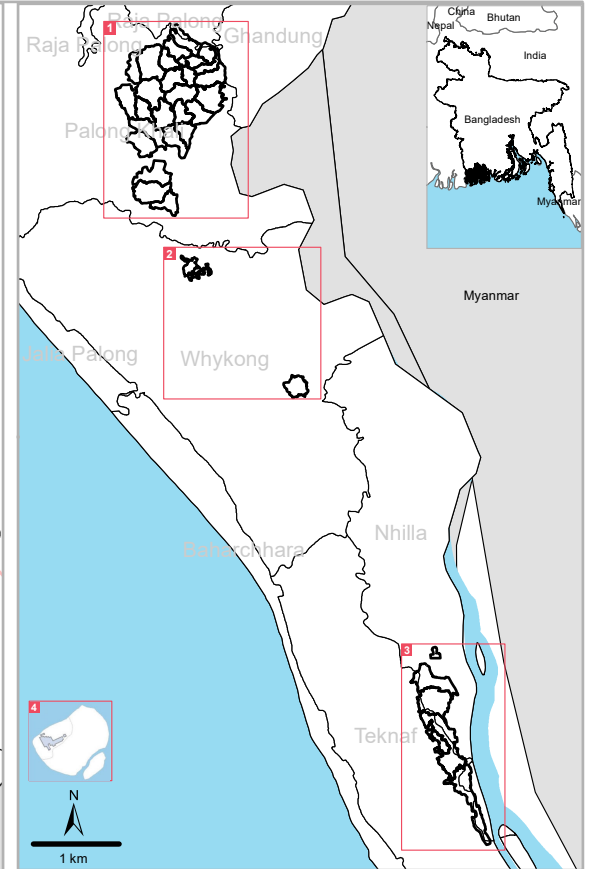 1
Raja Palong
Raja Palong
Ghandung
Palong Khali
China
Nepal
Bhutan
India
Bangladesh
Myanmar
2
Myanmar
Jalia Palong
Whykong
Nhilla
Baharchhara
3
4
Teknaf
N
1 km